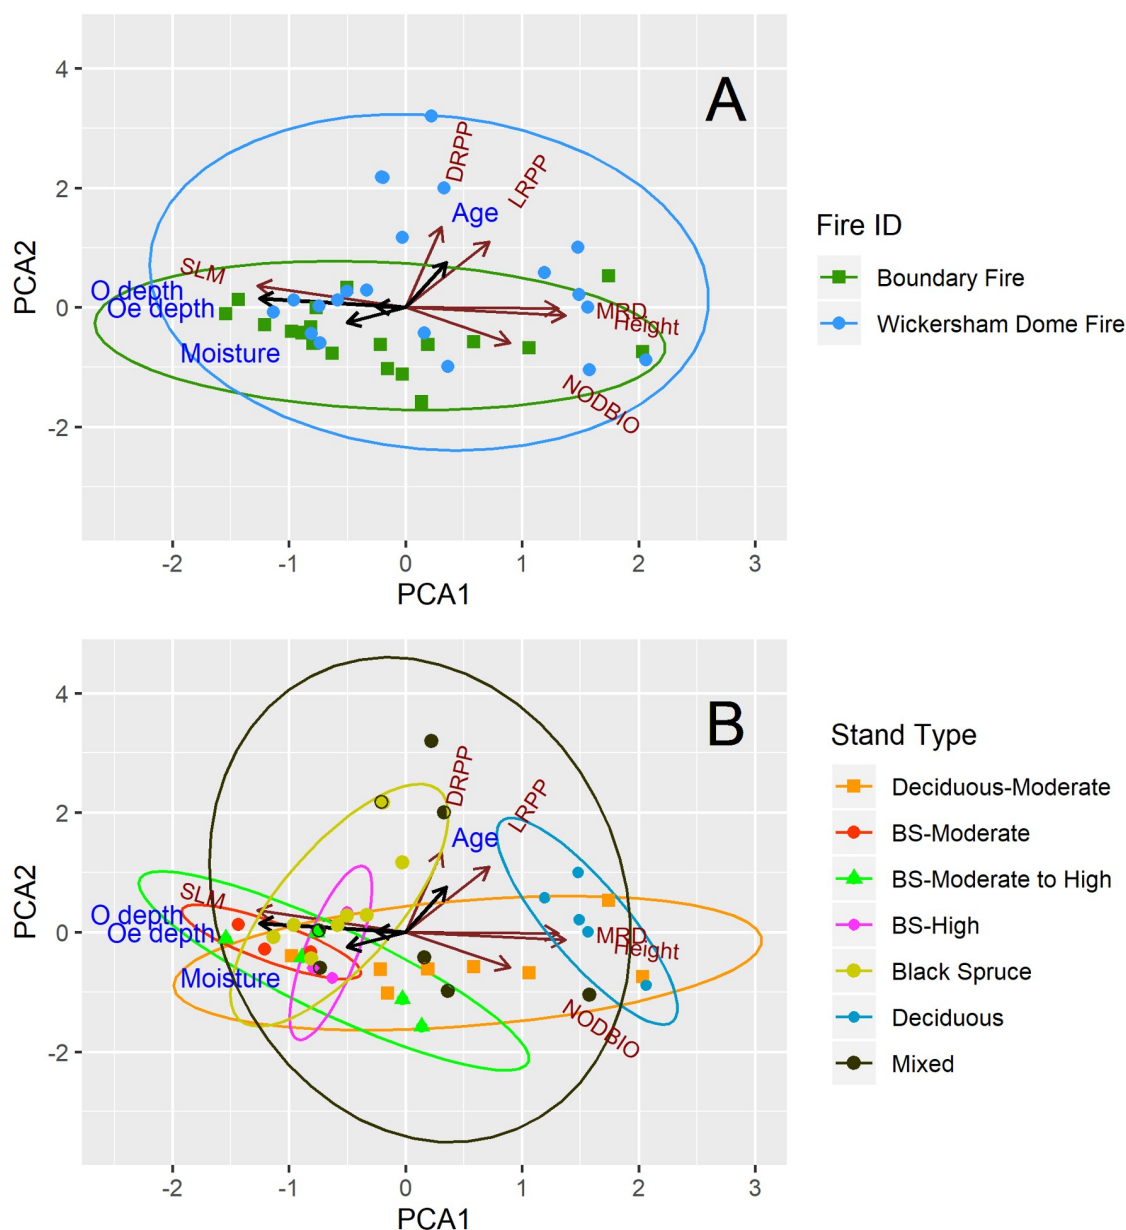 A
4
2
0
-2
PCA2
DRPP
LRPP
Age
SLM
O depth
Oe depth
Moisture
MRD
Height
NODBIO
-2
-1
0
1
2
3
PCA1
Fire ID
Boundary Fire
Wickersham Dome Fire
B
4
2
0
-2
PCA2
DRPP
LRPP
Age
SLM
O depth
Oe depth
Moisture
MRD
Height
NODBIO
-2
-1
0
1
2
3
PCA1
Stand Type
Deciduous-Moderate
BS-Moderate
BS-Moderate to High
BS-High
Black Spruce
Deciduous
Mixed